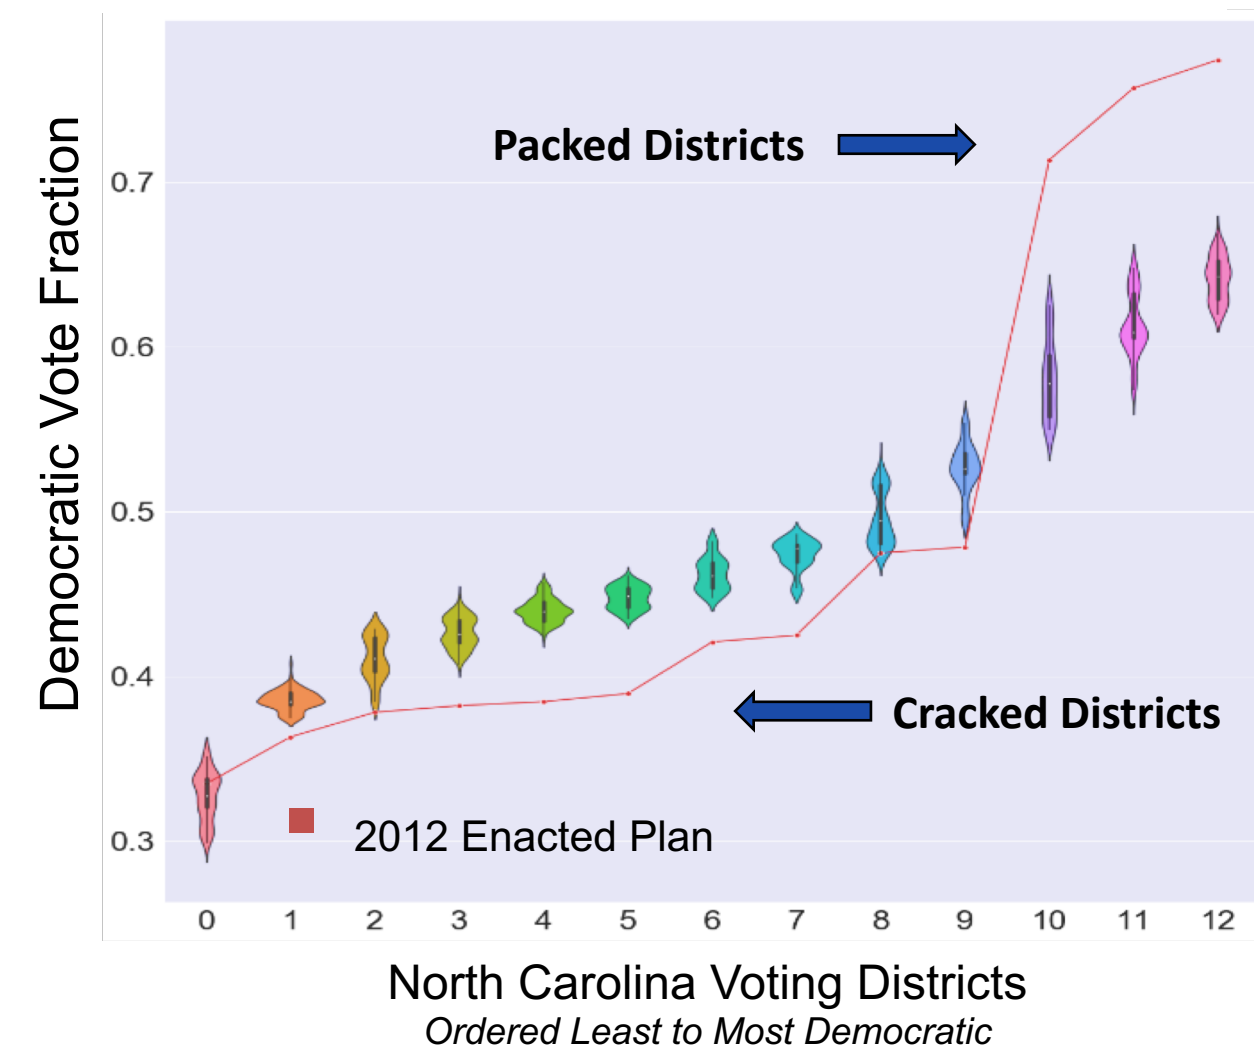 Democratic Vote Fraction
Packed Districts
0.7
0.6
0.5
0.4
Cracked Districts
2012 Enacted Plan
0.3
0 1 2 3 4 5 6 7 8 9 10 11 12
North Carolina Voting Districts
Ordered Least to Most Democratic